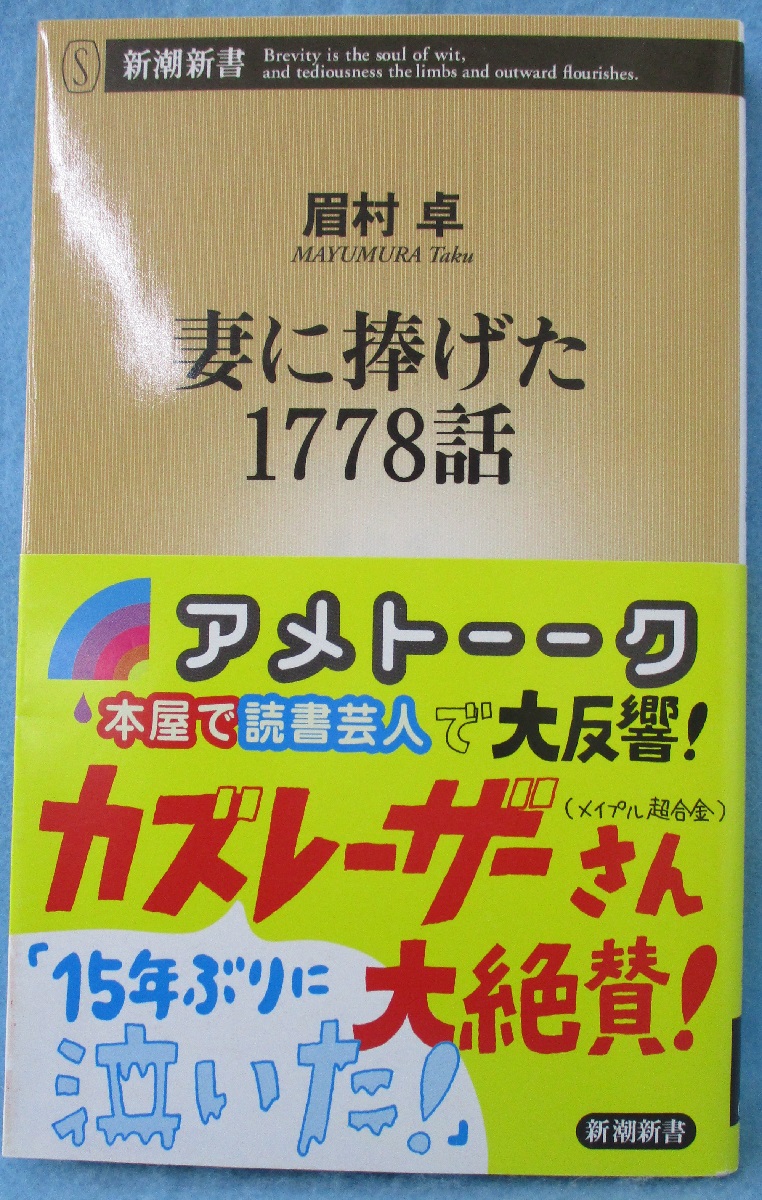 S
新潮新書
Brevity is the soul of wit,
and tediousness the limbs and outward flourishes.
眉村 卓
MAYUMURA Taku
妻に捧げた
1778話
アメトーーク
本屋で読書芸人で大反響!
カズレーザーさん
(メイプル超合金)
大絶賛!
「15年ぶりに
泣いた!」
新潮新書